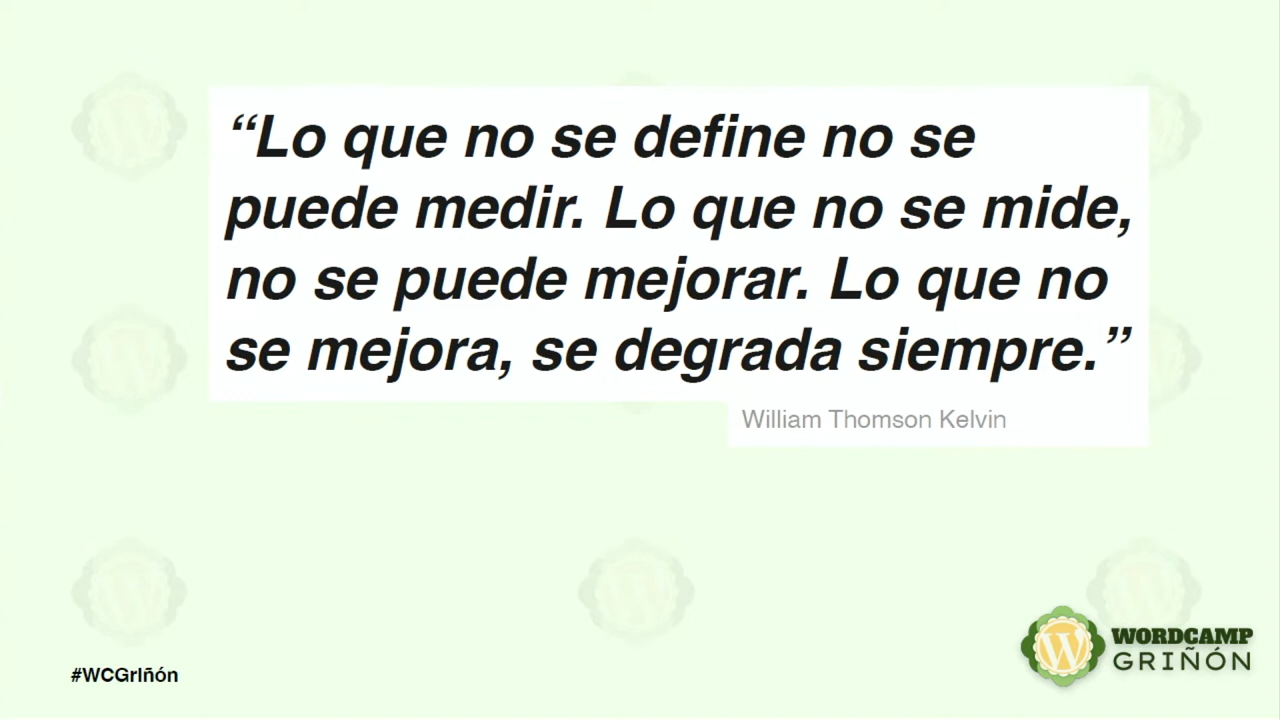 “Lo que no se define no se
puede medir. Lo que no se mide,
no se puede mejorar. Lo que no
se mejora, se degrada siempre.”
William Thomson Kelvin
#WCGrIñón
WORDCAMP
GRIÑÓN